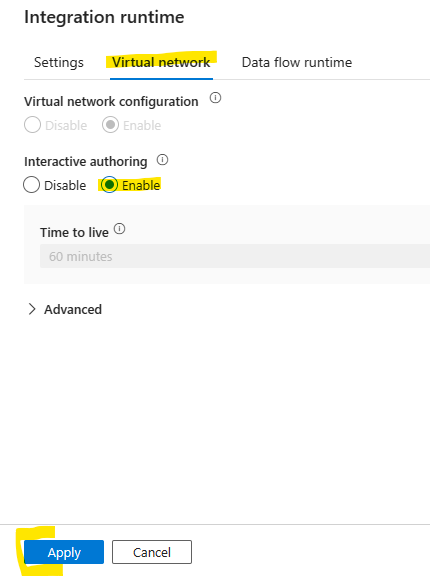 Integration runtime
Settings Virtual network Data flow runtime
Virtual network configuration
Disable Enable
Interactive authoring
Disable Enable
Time to live
60 minutes
Advanced
Apply Cancel